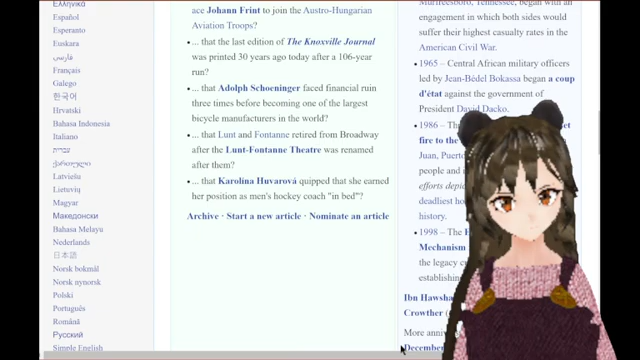 Ελληνικά
Español
Esperanto
Euskara
فارسی
Français
Galego
한국어
Hrvatski
Bahasa Indonesia
Italiano
עברית
ქართული
Latviešu
Lietuvių
Magyar
Македонски
Bahasa Melayu
Nederlands
日本語
Norsk bokmål
Norsk nynorsk
Polski
Português
Română
Русский
Simple English
ace Johann Frint to join the Austro-Hungarian
Aviation Troops?
• ... that the last edition of The Knoxville Journal
was printed 30 years ago today after a 106-year
run?
• ... that Adolph Schoeninger faced financial ruin
three times before becoming one of the largest
bicycle manufacturers in the world?
• ... that Lunt and Fontanne retired from Broadway
after the Lunt-Fontanne Theatre was renamed
after them?
• ... that Karolína Huvarová quipped that she earned
her position as men's hockey coach "in bed"?
Archive · Start a new article · Nominate an article
Murfreesboro, Tennessee, began with an
engagement in which both sides would
suffer their highest casualty rates in the
American Civil War.
• 1965 – Central African military officers
led by Jean-Bédel Bokassa began a coup
d'état against the government of
President David Dacko.
• 1986 – Th et
fire to the
Juan, Puert
people and i
efforts depi
deadliest ho
history.
• 1998 – The
Mechanism
the legacy c
establishin
Ibn Hawsha
Crowther (
More anni
December